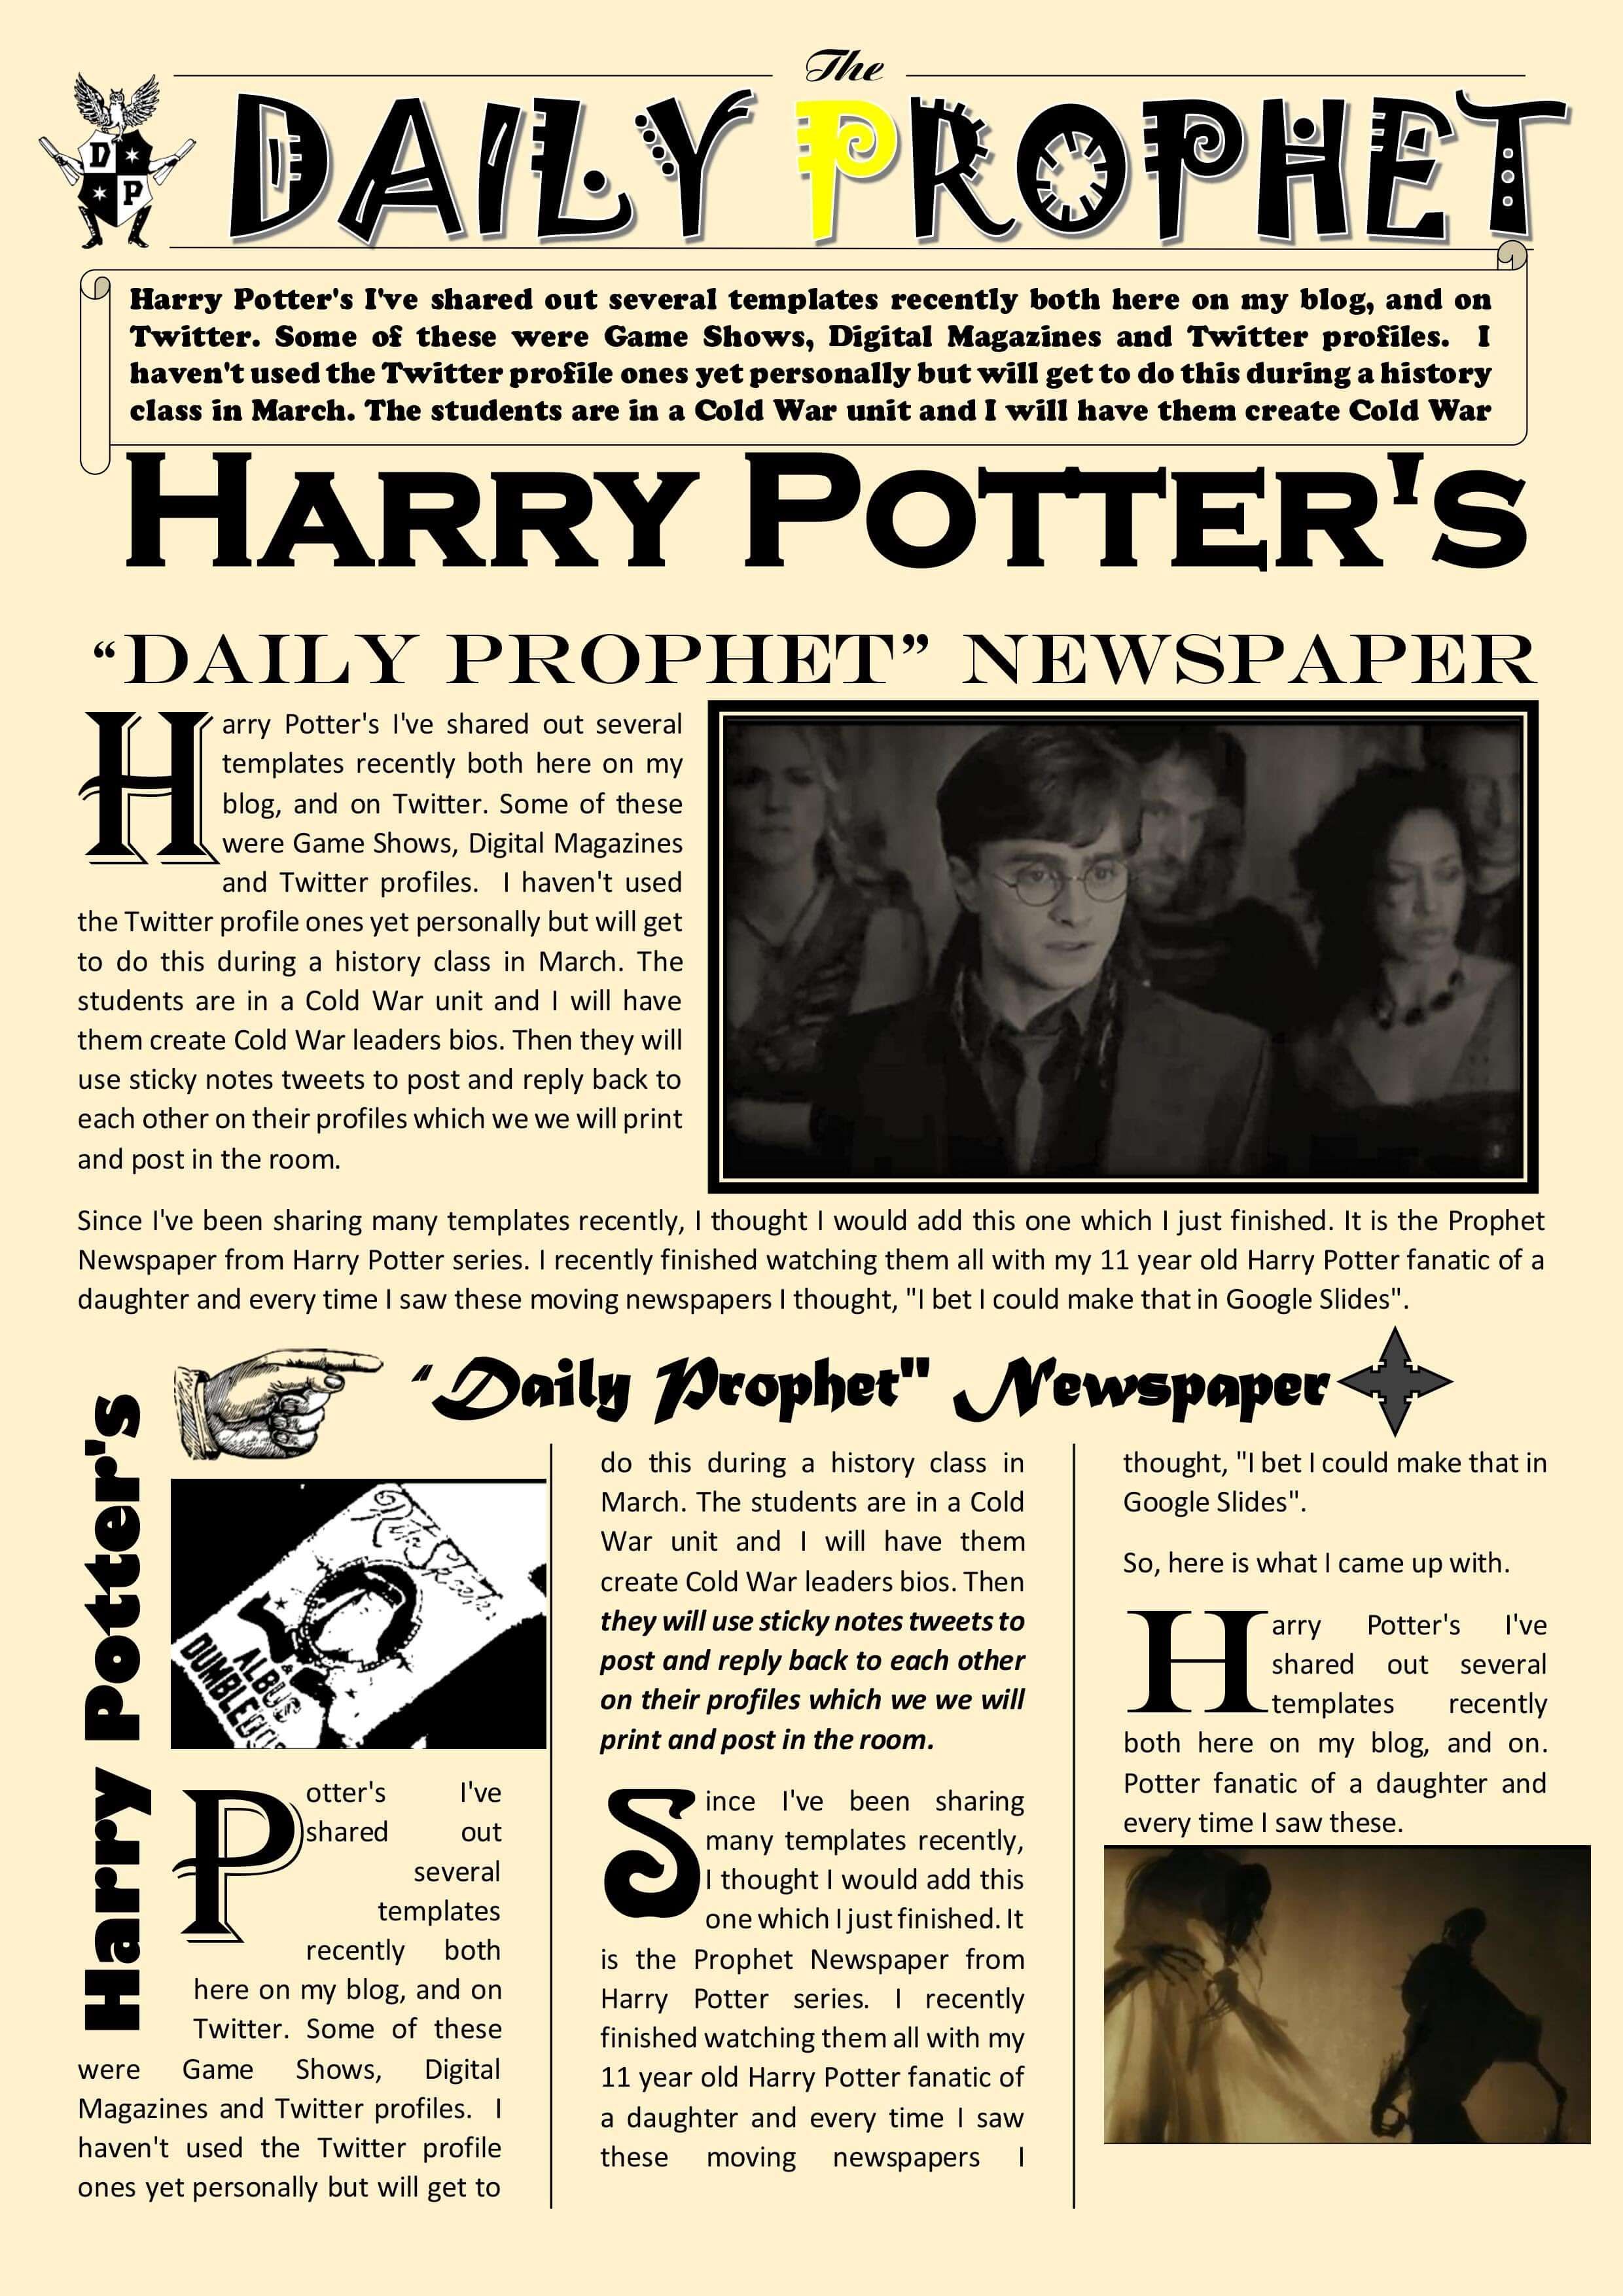 The
DAILY PROPHET
D
P
Harry Potter's I've shared out several templates recently both here on my blog, and on
Twitter. Some of these were Game Shows, Digital Magazines and Twitter profiles. I
haven't used the Twitter profile ones yet personally but will get to do this during a history
class in March. The students are in a Cold War unit and I will have them create Cold War
HARRY POTTER'S
“DAILY PROPHET” NEWSPAPER
Harry Potter's I've shared out several
templates recently both here on my
blog, and on Twitter. Some of these
were Game Shows, Digital Magazines
and Twitter profiles. I haven't used
the Twitter profile ones yet personally but will get
to do this during a history class in March. The
students are in a Cold War unit and I will have
them create Cold War leaders bios. Then they will
use sticky notes tweets to post and reply back to
each other on their profiles which we we will print
and post in the room.
Since I've been sharing many templates recently, I thought I would add this one which I just finished. It is the Prophet
Newspaper from Harry Potter series. I recently finished watching them all with my 11 year old Harry Potter fanatic of a
daughter and every time I saw these moving newspapers I thought, "I bet I could make that in Google Slides".
“Daily Prophet" Newspaper
Harry Potter's
Rita Skeeter
ALBUS
DUMBLEDO
Potter's I've
shared out
several
templates
recently both
here on my blog, and on
Twitter. Some of these
were Game Shows, Digital
Magazines and Twitter profiles. I
haven't used the Twitter profile
ones yet personally but will get to
do this during a history class in
March. The students are in a Cold
War unit and I will have them
create Cold War leaders bios. Then
they will use sticky notes tweets to
post and reply back to each other
on their profiles which we we will
print and post in the room.
Since I've been sharing
many templates recently,
I thought I would add this
one which I just finished. It
is the Prophet Newspaper from
Harry Potter series. I recently
finished watching them all with my
11 year old Harry Potter fanatic of
a daughter and every time I saw
these moving newspapers I
thought, "I bet I could make that in
Google Slides".
So, here is what I came up with.
Harry Potter's I've
shared out several
templates recently
both here on my blog, and on.
Potter fanatic of a daughter and
every time I saw these.